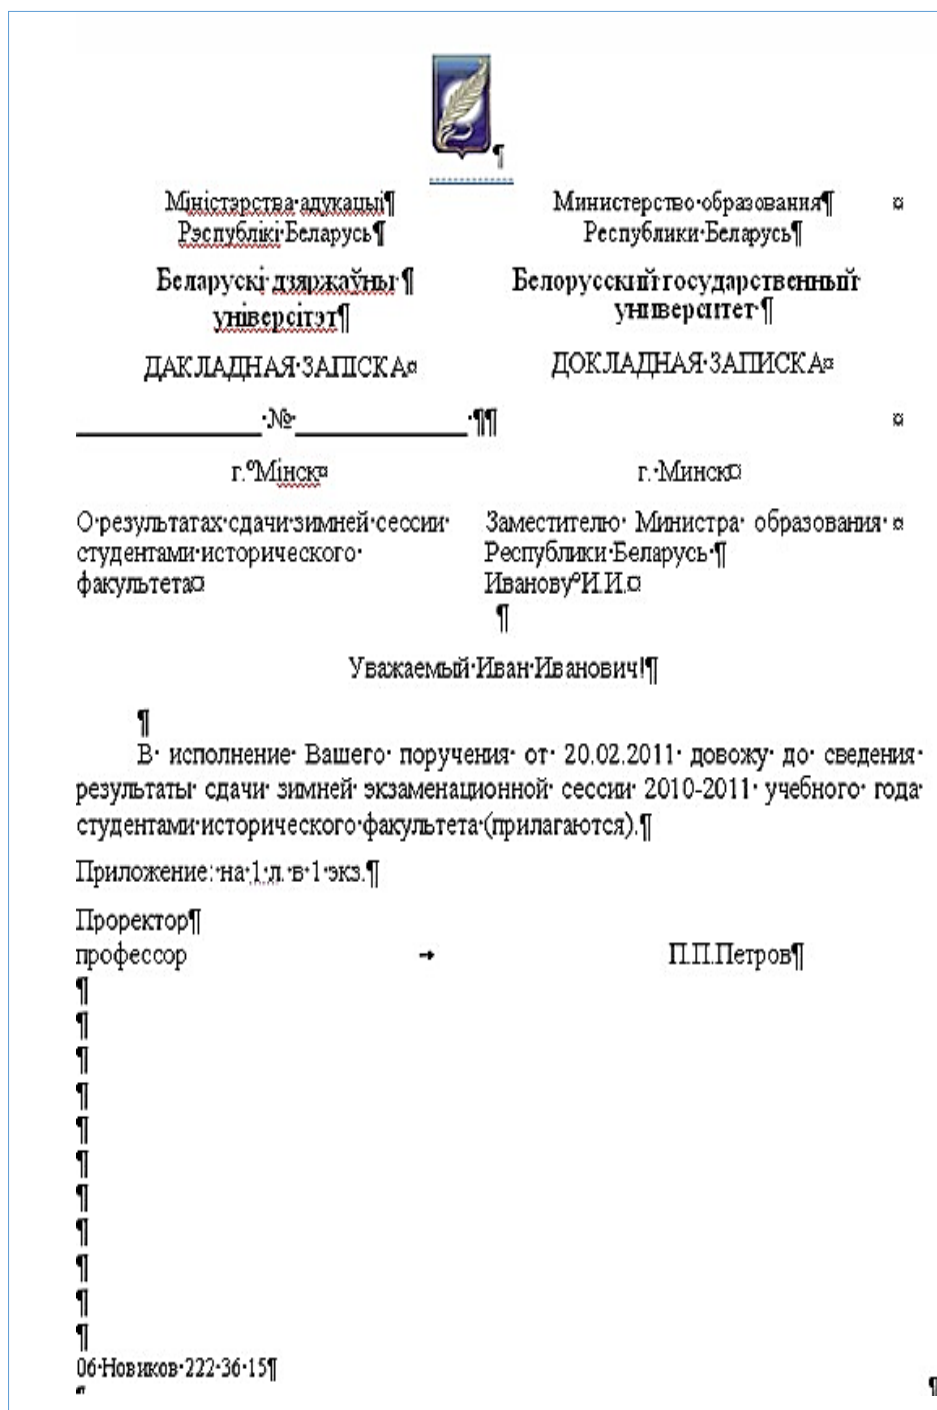 Міністэрства адукацыі¶ Министерство образования¶
Рэспублікі Беларусь¶ Республики Беларусь¶
Беларускі дзяржаўны ¶ Белорусский государственный
універсітэт¶ университет ¶
ДАКЛАДНАЯ ЗАПІСКА¤ ДОКЛАДНАЯ ЗАПИСКА¤
_______________ № ______________ ¶¶
г.°Мінск¤ г. Минск¤
О результатах сдачи зимней сессии Заместителю Министра образования ¤
студентами исторического Республики Беларусь ¶
факультета¤ Иванову°И.И.¤
¶
Уважаемый Иван Иванович!¶
¶
В исполнение Вашего поручения от 20.02.2011 довожу до сведения
результаты сдачи зимней экзаменационной сессии 2010-2011 учебного года
студентами исторического факультета (прилагаются).¶
Приложение: на 1 л. в 1 экз.¶
Проректор¶
профессор → П.П.Петров¶
¶
¶
¶
¶
¶
¶
¶
¶
¶
¶
¶
06 Новиков 222 36 15¶
¶ ¶